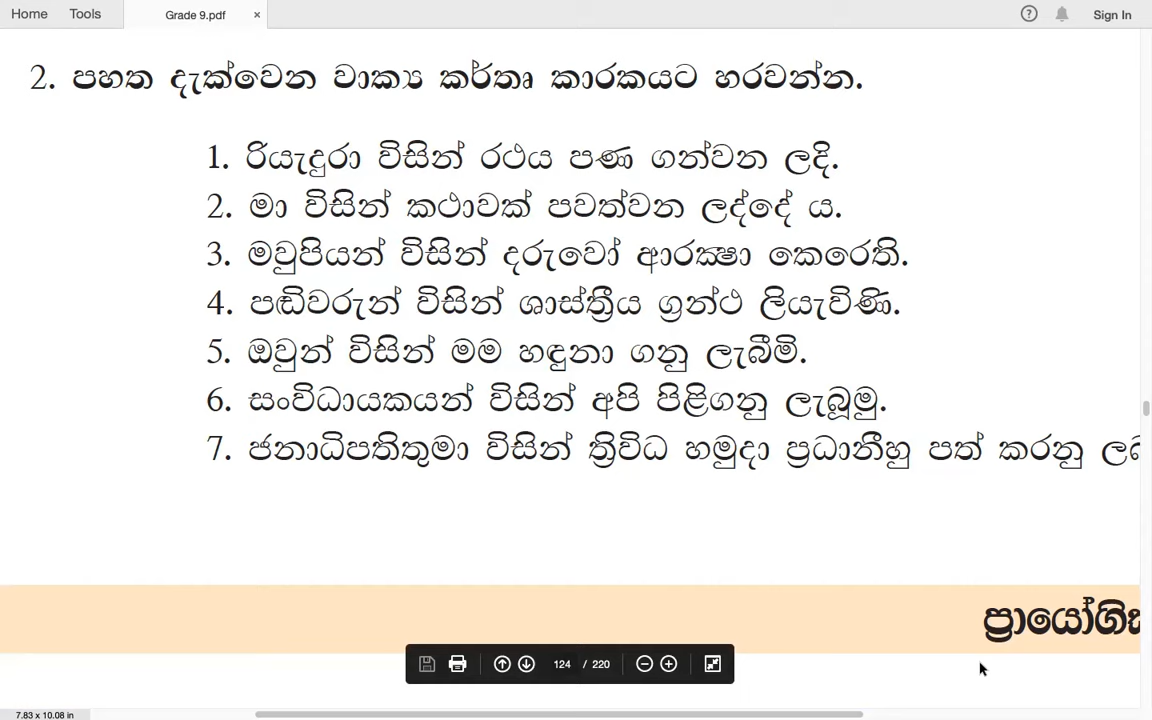 Home Tools Grade 9.pdf × Sign In
2. පහත දැක්වෙන වාක්‍ය කර්තෘ කාරකයට හරවන්න.
1. රියැදුරා විසින් රථය පණ ගන්වන ලදි.
2. මා විසින් කථාවක් පවත්වන ලද්දේ ය.
3. මවුපියන් විසින් දරුවෝ ආරක්‍ෂා කෙරෙති.
4. පඬිවරුන් විසින් ශාස්ත්‍රීය ග්‍රන්ථ ලියැවිණි.
5. ඔවුන් විසින් මම හඳුනා ගනු ලැබීමි.
6. සංවිධායකයන් විසින් අපි පිළිගනු ලැබූමු.
7. ජනාධිපතිතුමා විසින් ත්‍රිවිධ හමුදා ප්‍රධානීහු පත් කරනු
124 / 220
7.83 x 10.08 in